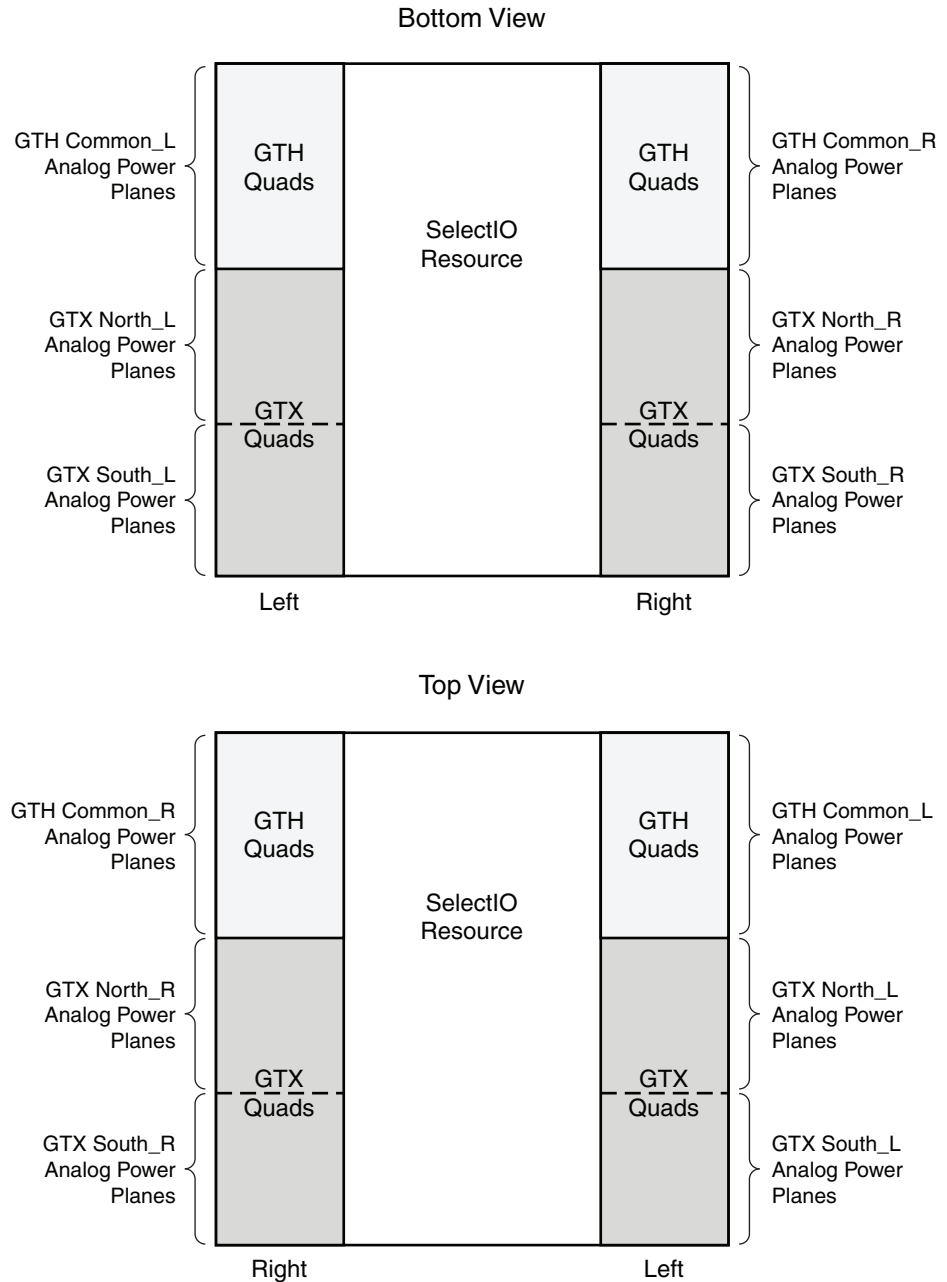 Bottom View
GTH Common_L
Analog Power
Planes
GTH
Quads
SelectIO
Resource
GTH
Quads
GTH Common_R
Analog Power
Planes
GTX North_L
Analog Power
Planes
GTX North_R
Analog Power
Planes
GTX
Quads
GTX
Quads
GTX South_L
Analog Power
Planes
GTX South_R
Analog Power
Planes
Left
Right
Top View
GTH Common_R
Analog Power
Planes
GTH
Quads
SelectIO
Resource
GTH
Quads
GTH Common_L
Analog Power
Planes
GTX North_R
Analog Power
Planes
GTX North_L
Analog Power
Planes
GTX
Quads
GTX
Quads
GTX South_R
Analog Power
Planes
GTX South_L
Analog Power
Planes
Right
Left